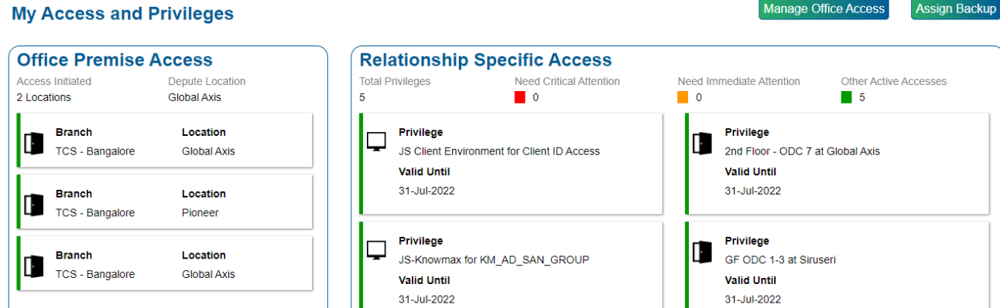 My Access and Privileges
Manage Office Access
Assign Backup
Office Premise Access
Access Initiated
Depute Location
2 Locations
Global Axis
Branch
Location
TCS - Bangalore
Global Axis
Branch
Location
TCS - Bangalore
Pioneer
Branch
Location
TCS - Bangalore
Global Axis
Relationship Specific Access
Total Privileges
Need Critical Attention
Need Immediate Attention
Other Active Accesses
5
0
0
5
Privilege
JS Client Environment for Client ID Access
Valid Until
31-Jul-2022
Privilege
2nd Floor - ODC 7 at Global Axis
Valid Until
31-Jul-2022
Privilege
JS-Knowmax for KM_AD_SAN_GROUP
Valid Until
31-Jul-2022
Privilege
GF ODC 1-3 at Siruseri
Valid Until
31-Jul-2022